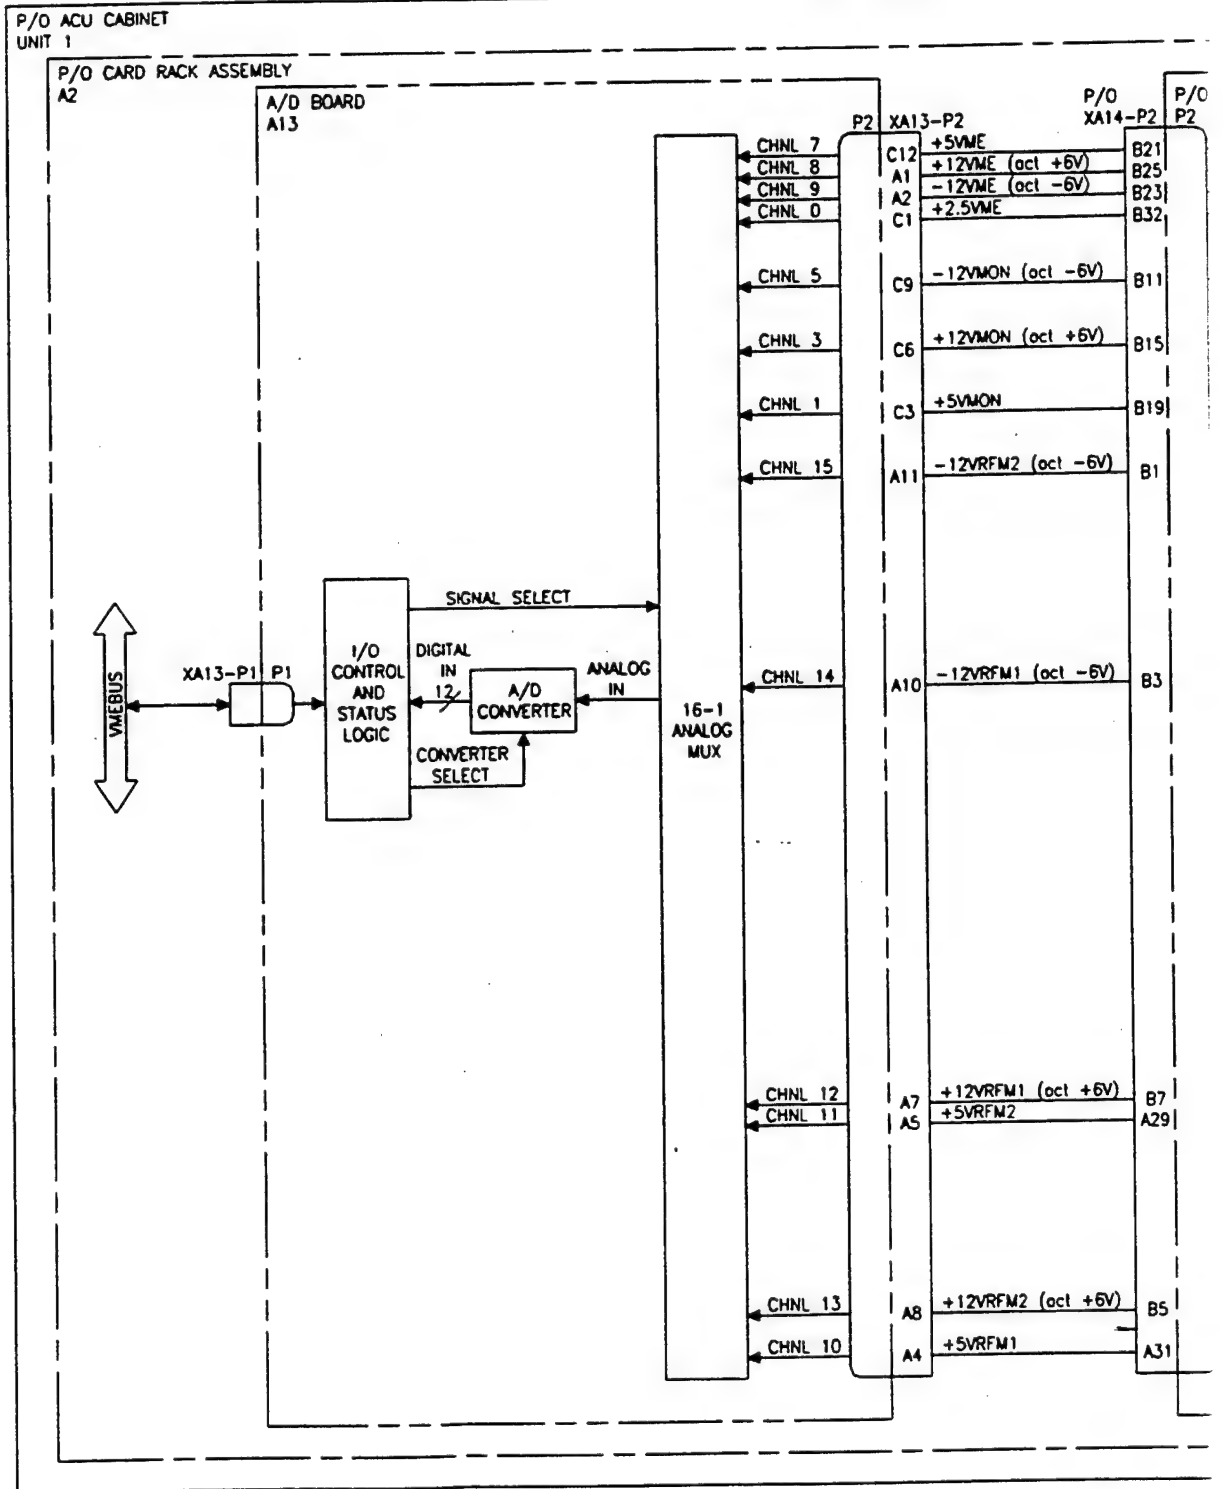 P/O ACU CABINET
UNIT 1
P/O CARD RACK ASSEMBLY
A2
A/D BOARD
A13
P2
XA13-P2
P/O
XA14-P2
P/O
P2
CHNL 7
C12
+5VME
B21
CHNL 8
A1
+12VME (act +6V)
B25
CHNL 9
A2
-12VME (act -6V)
B23
CHNL 0
C1
+2.5VME
B32
CHNL 5
C9
-12VMON (act -6V)
B11
CHNL 3
C6
+12VMON (act +6V)
B15
CHNL 1
C3
+5VMON
B19
CHNL 15
A11
-12VRFM2 (act -6V)
B1
SIGNAL SELECT
VMEBUS
XA13-P1
P1
I/O
CONTROL
AND
STATUS
LOGIC
DIGITAL
IN
12
A/D
CONVERTER
ANALOG
IN
CONVERTER
SELECT
16-1
ANALOG
MUX
CHNL 14
A10
-12VRFM1 (act -6V)
B3
CHNL 12
A7
+12VRFM1 (act +6V)
B7
CHNL 11
A5
+5VRFM2
A29
CHNL 13
A8
+12VRFM2 (act +6V)
B5
CHNL 10
A4
+5VRFM1
A31